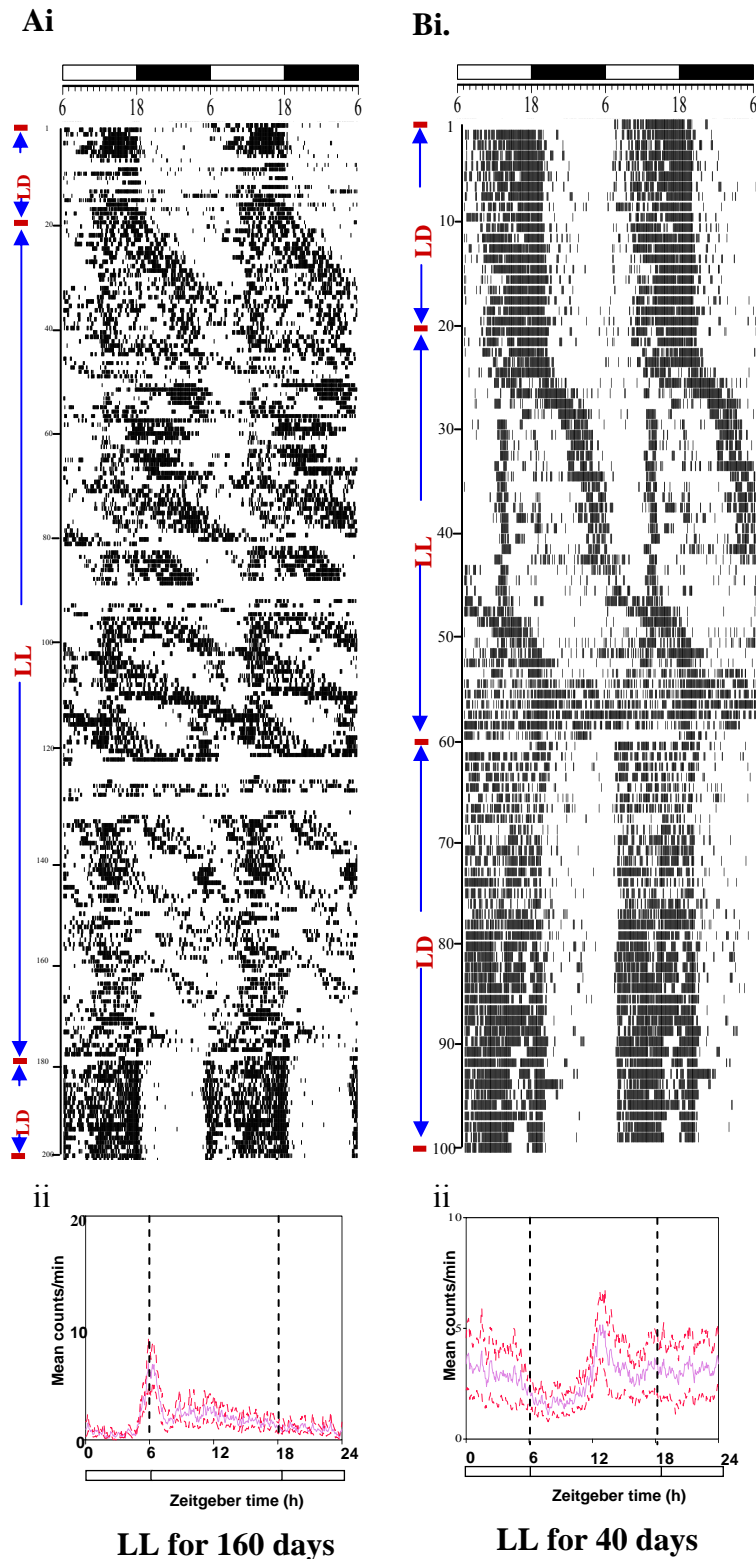 Ai
6 18 6 18 6
1
LD
20
40
60
80
LL
100
120
140
160
180
LD
200
ii
20
10
0
Mean counts/min
0 6 12 18 24
Zeitgeber time (h)
LL for 160 days
Bi.
6 18 6 18 6
1
10
LD
20
30
40
LL
50
60
70
80
LD
90
100
ii
10
5
0
Mean counts/min
0 6 12 18 24
Zeitgeber time (h)
LL for 40 days